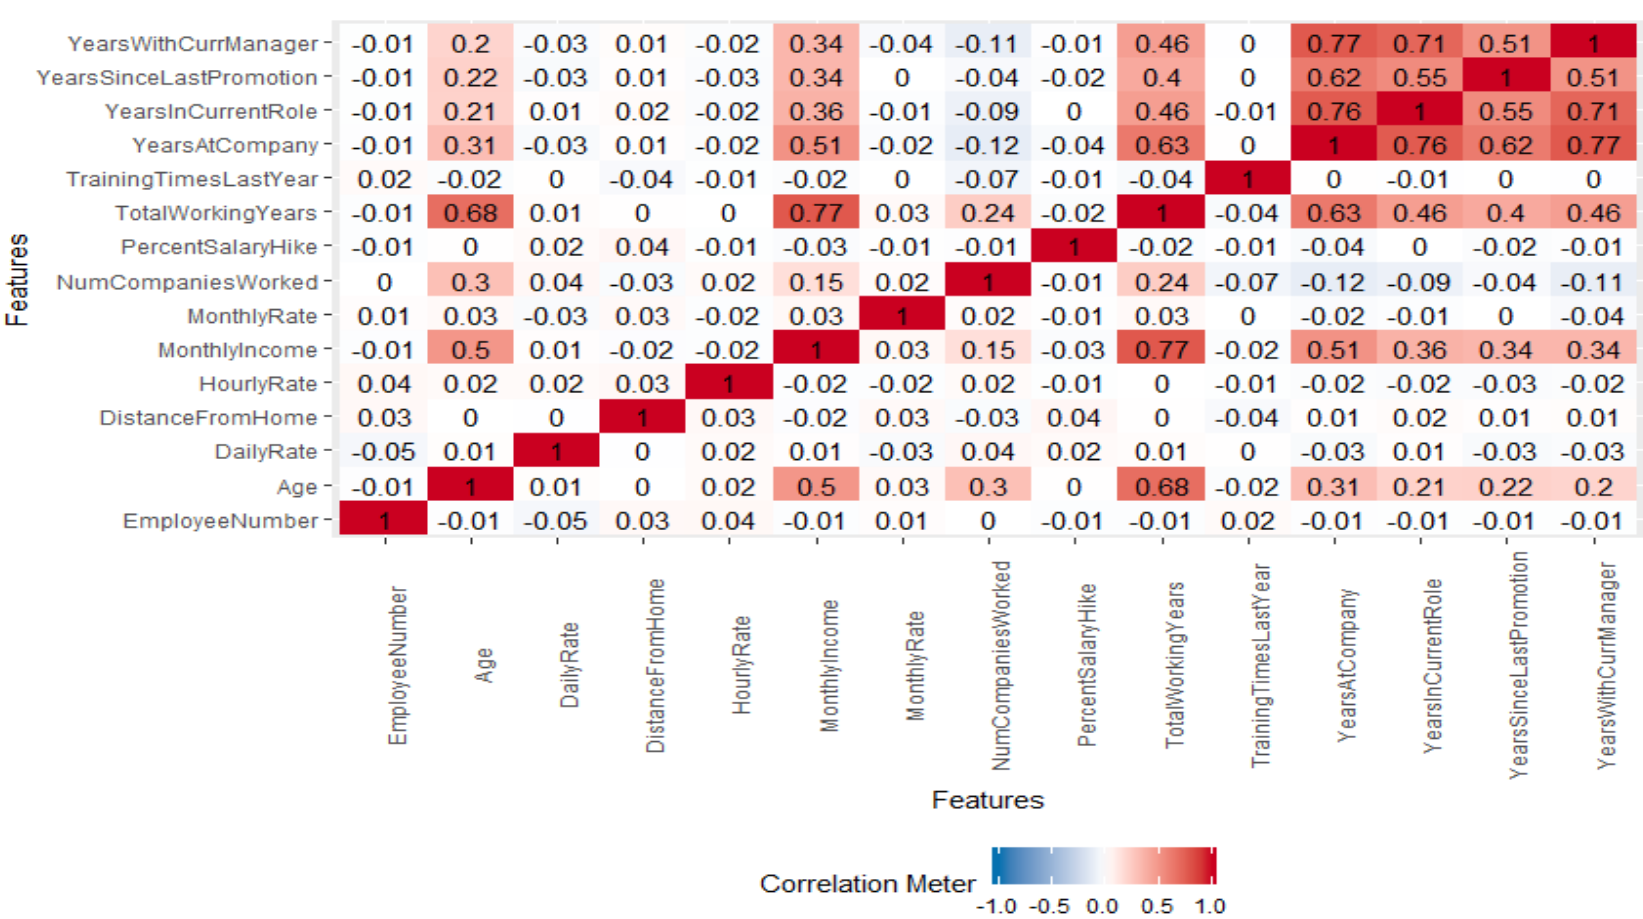 YearsWithCurrManager -0.01 0.2 -0.03 0.01 -0.02 0.34 -0.04 -0.11 -0.01 0.46 0 0.77 0.71 0.51 1
YearsSinceLastPromotion -0.01 0.22 -0.03 0.01 -0.03 0.34 0 -0.04 -0.02 0.4 0 0.62 0.55 1 0.51
YearsInCurrentRole -0.01 0.21 0.01 0.02 -0.02 0.36 -0.01 -0.09 0 0.46 -0.01 0.76 1 0.55 0.71
YearsAtCompany -0.01 0.31 -0.03 0.01 -0.02 0.51 -0.02 -0.12 -0.04 0.63 0 1 0.76 0.62 0.77
TrainingTimesLastYear 0.02 -0.02 0 -0.04 -0.01 -0.02 0 -0.07 -0.01 -0.04 1 0 -0.01 0 0
TotalWorkingYears -0.01 0.68 0.01 0 0 0.77 0.03 0.24 -0.02 1 -0.04 0.63 0.46 0.4 0.46
PercentSalaryHike -0.01 0 0.02 0.04 -0.01 -0.03 -0.01 -0.01 1 -0.02 -0.01 -0.04 0 -0.02 -0.01
NumCompaniesWorked 0 0.3 0.04 -0.03 0.02 0.15 0.02 1 -0.01 0.24 -0.07 -0.12 -0.09 -0.04 -0.11
MonthlyRate 0.01 0.03 -0.03 0.03 -0.02 0.03 1 0.02 -0.01 0.03 0 -0.02 -0.01 0 -0.04
MonthlyIncome -0.01 0.5 0.01 -0.02 -0.02 1 0.03 0.15 -0.03 0.77 -0.02 0.51 0.36 0.34 0.34
HourlyRate 0.04 0.02 0.02 0.03 1 -0.02 -0.02 0.02 -0.01 0 -0.01 -0.02 -0.02 -0.03 -0.02
DistanceFromHome 0.03 0 0 1 0.03 -0.02 0.03 -0.03 0.04 0 -0.04 0.01 0.02 0.01 0.01
DailyRate -0.05 0.01 1 0 0.02 0.01 -0.03 0.04 0.02 0.01 0 -0.03 0.01 -0.03 -0.03
Age -0.01 1 0.01 0 0.02 0.5 0.03 0.3 0 0.68 -0.02 0.31 0.21 0.22 0.2
EmployeeNumber 1 -0.01 -0.05 0.03 0.04 -0.01 0.01 0 -0.01 -0.01 0.02 -0.01 -0.01 -0.01 -0.01
Features
EmployeeNumber
Age
DailyRate
DistanceFromHome
HourlyRate
MonthlyIncome
MonthlyRate
NumCompaniesWorked
PercentSalaryHike
TotalWorkingYears
TrainingTimesLastYear
YearsAtCompany
YearsInCurrentRole
YearsSinceLastPromotion
YearsWithCurrManager
Features
Correlation Meter
-1.0 -0.5 0.0 0.5 1.0